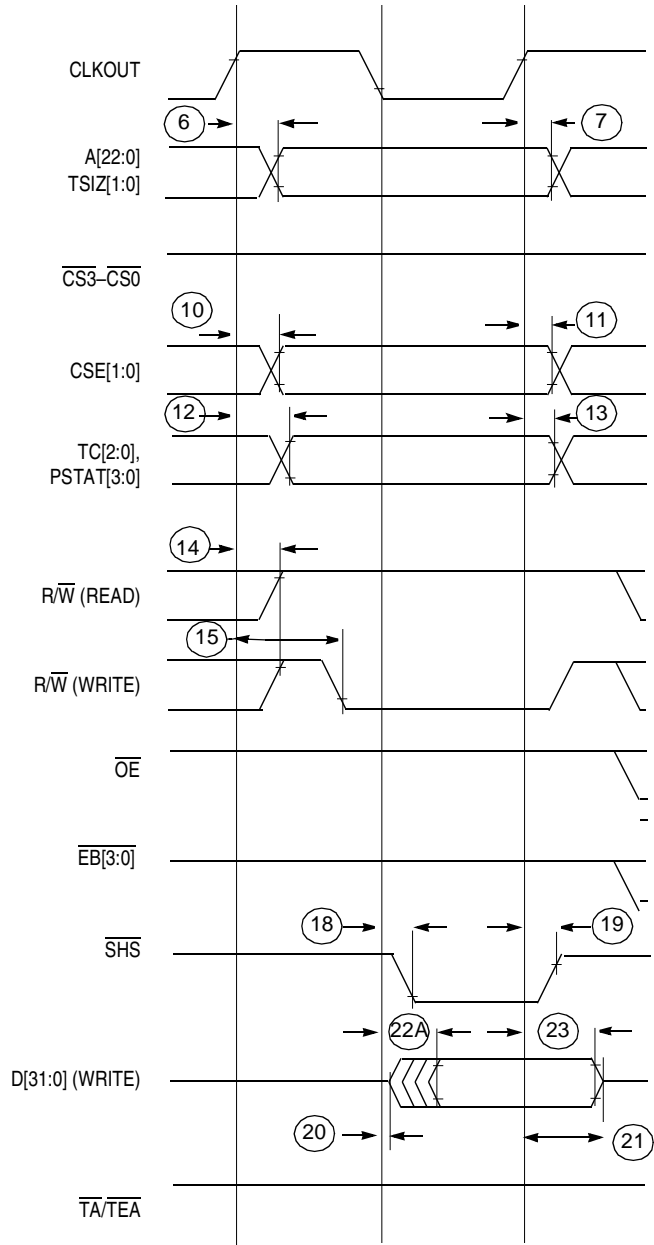 CLKOUT
6
7
A[22:0]
TSIZ[1:0]
CS3–CS0
10
11
CSE[1:0]
12
13
TC[2:0],
PSTAT[3:0]
14
R/W (READ)
15
R/W (WRITE)
OE
EB[3:0]
18
19
SHS
22A
23
D[31:0] (WRITE)
20
21
TA/TEA